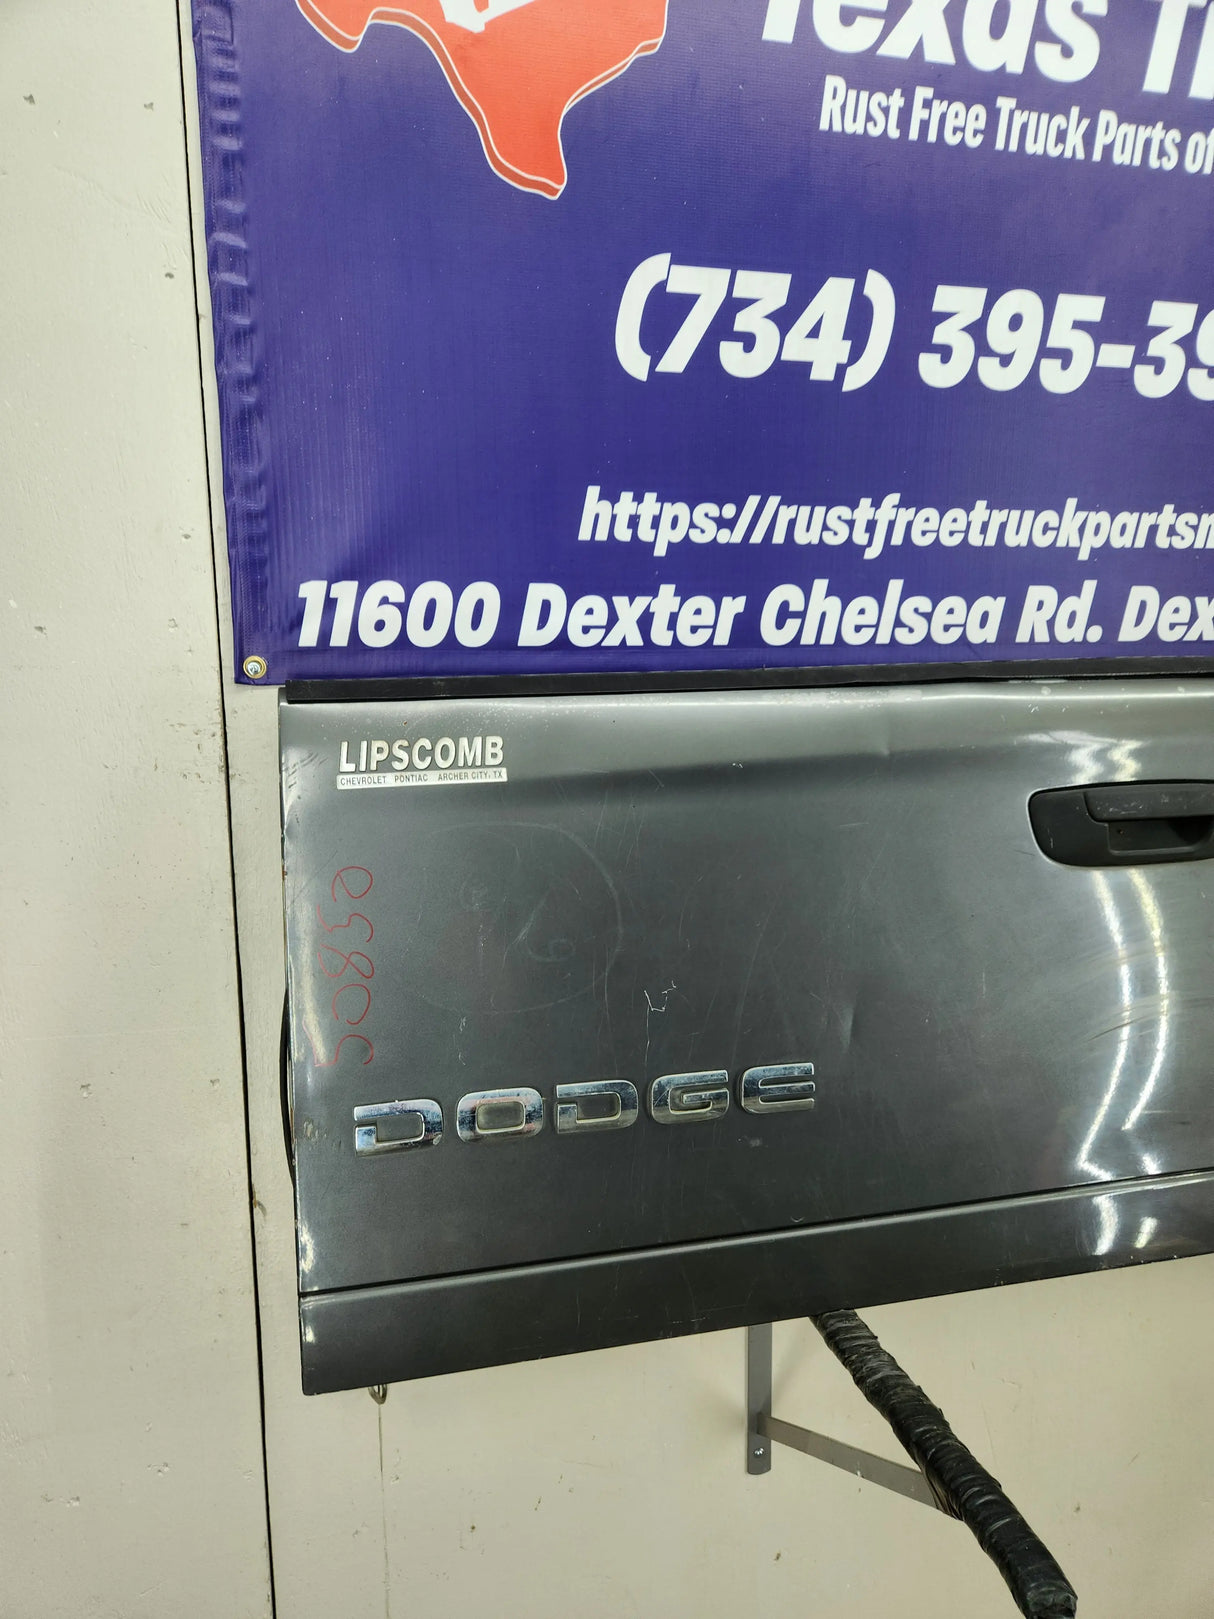 Texas
Rust Free Truck Parts of
(734) 395-39
https://rustfreetruckparts
11600 Dexter Chelsea Rd. Dex
LIPSCOMB
CHEVROLET PONTIAC ARCHER CITY, TX
50850
DODGE